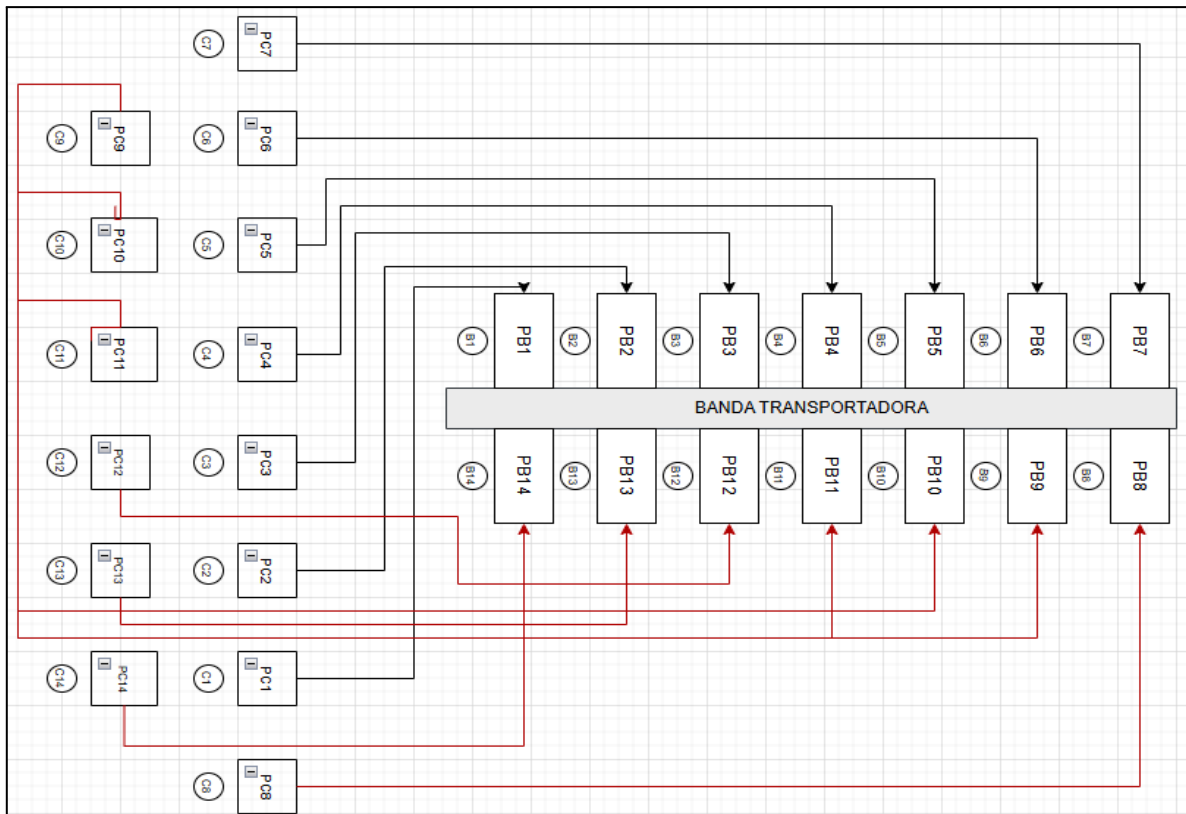 C7
PC7
C9
PC9
C6
PC6
C10
PC10
C5
PC5
C11
PC11
C4
PC4
B1
PB1
B2
PB2
B3
PB3
B4
PB4
B5
PB5
B6
PB6
B7
PB7
BANDA TRANSPORTADORA
C12
PC12
C3
PC3
B14
PB14
B13
PB13
B12
PB12
B11
PB11
B10
PB10
B9
PB9
B8
PB8
C13
PC13
C2
PC2
C14
PC14
C1
PC1
C8
PC8